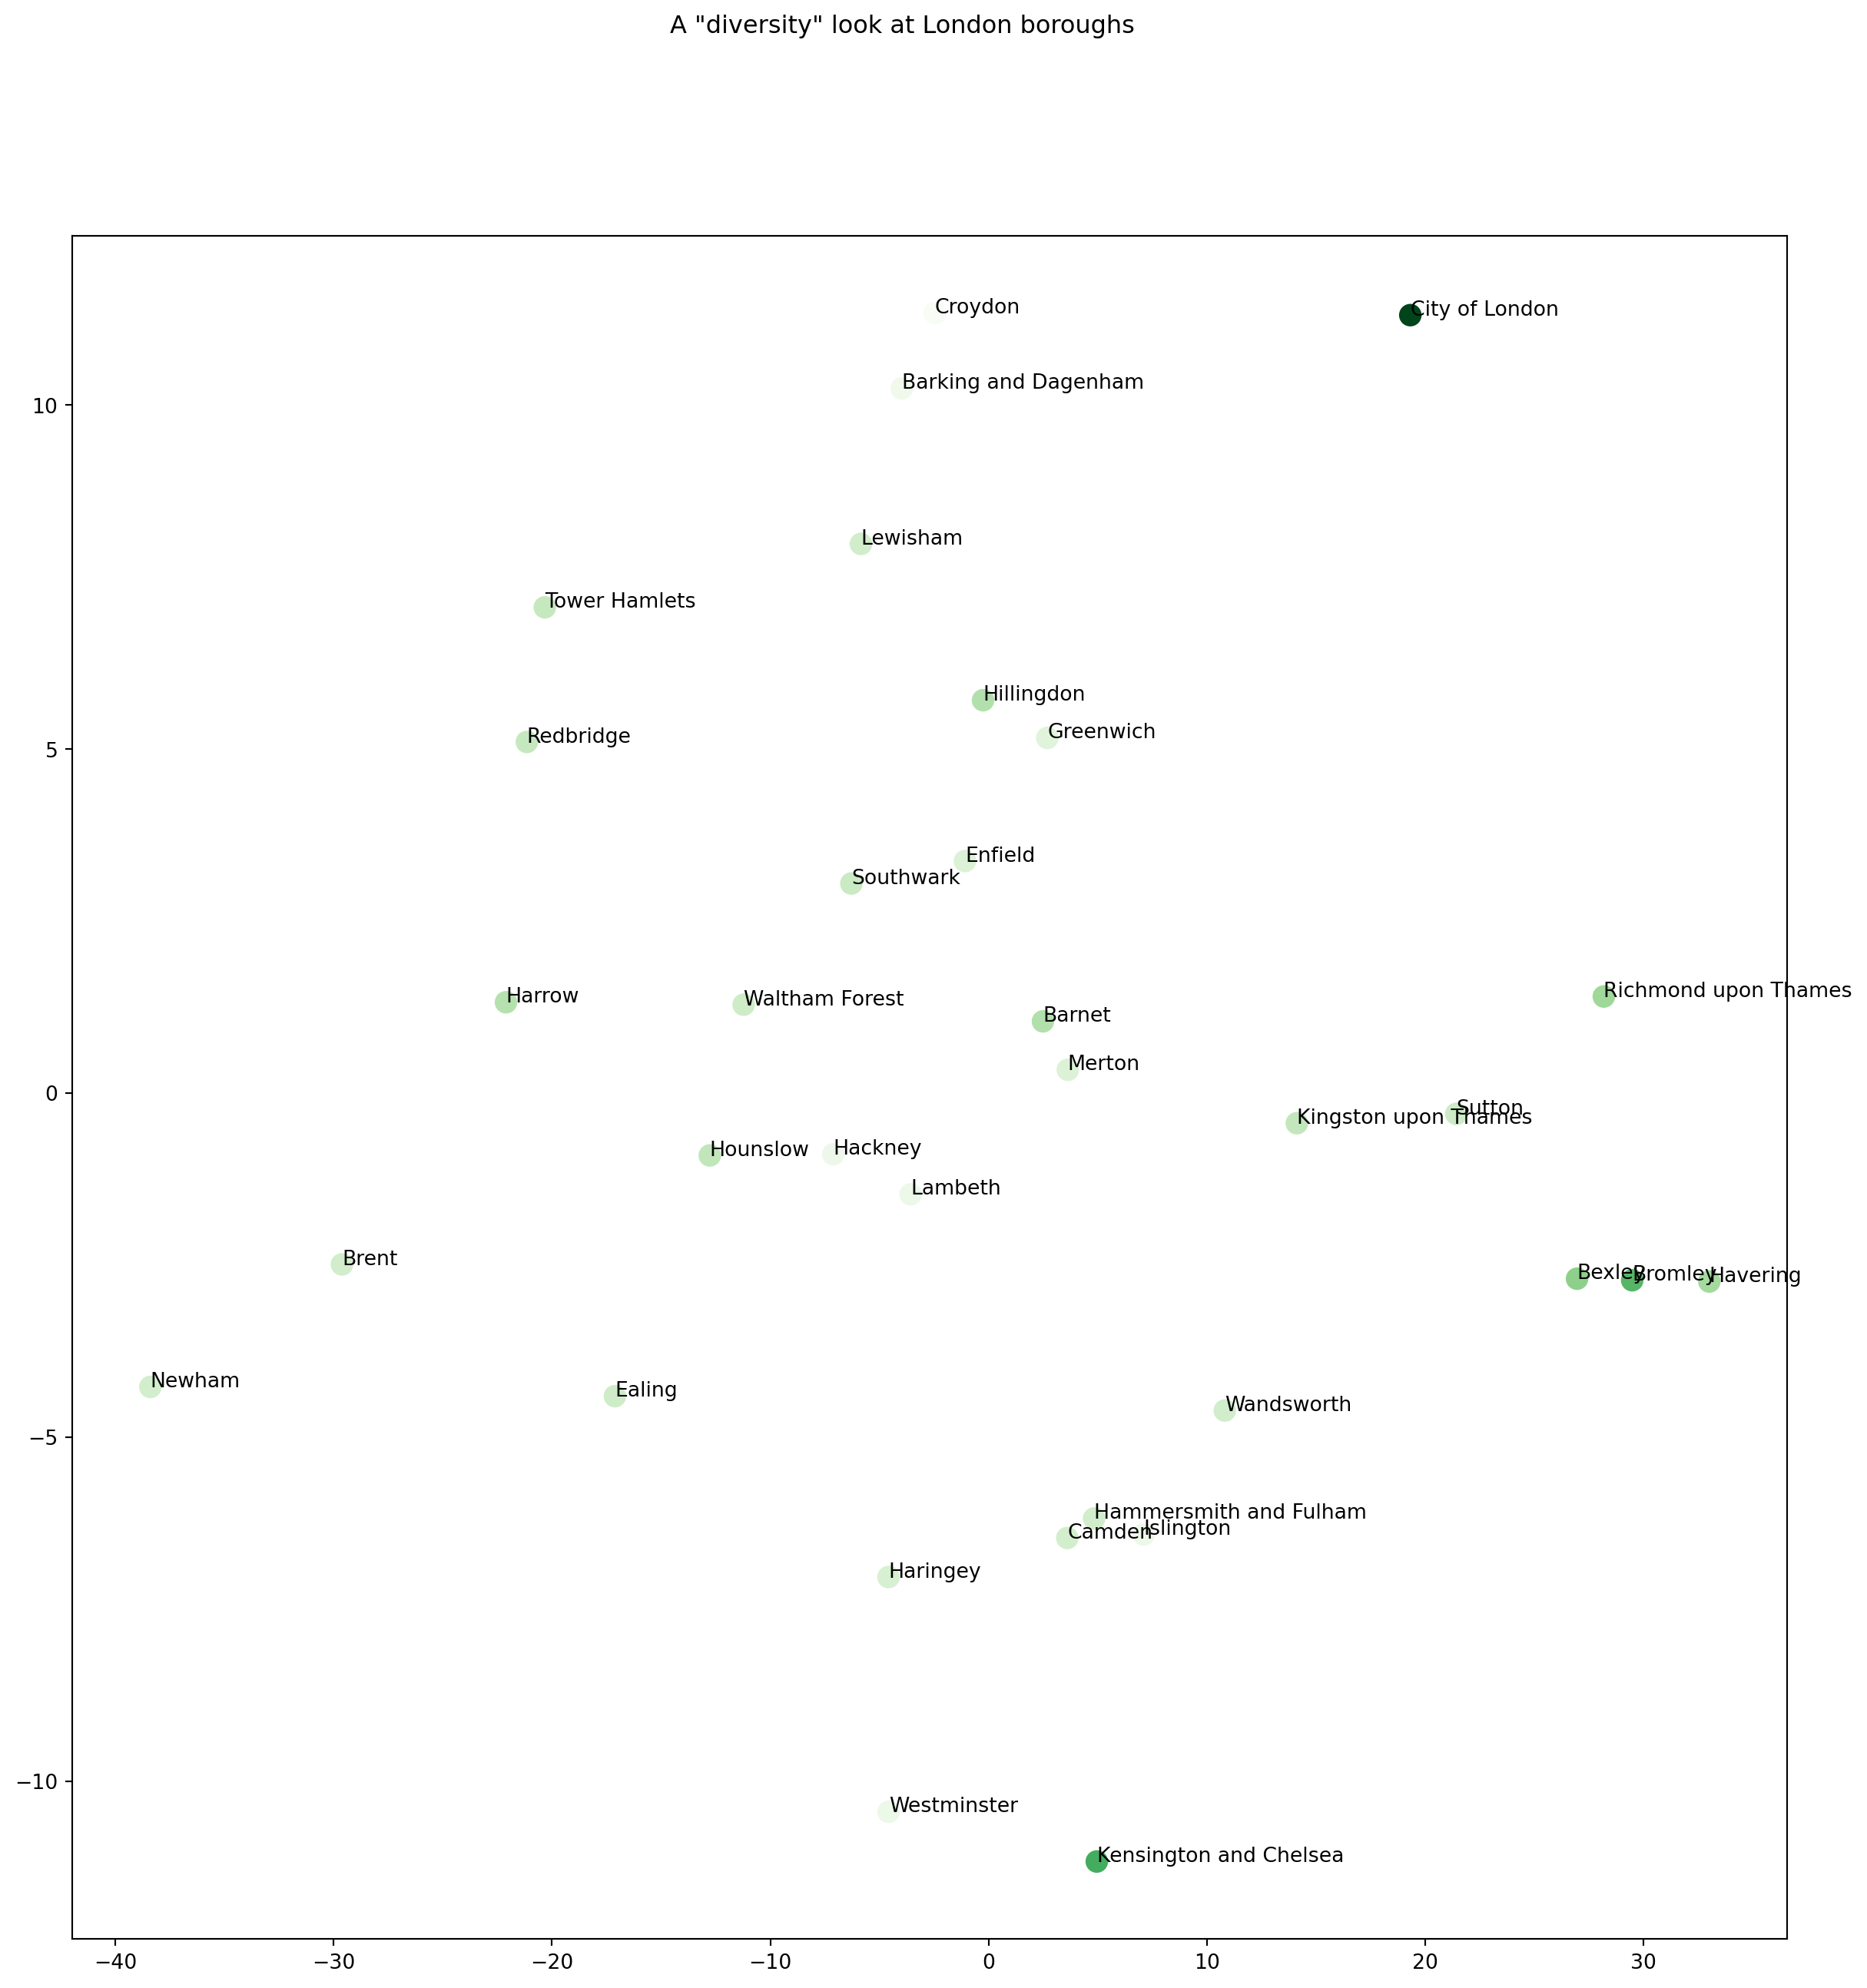 A "diversity" look at London boroughs
Croydon
City of London
Barking and Dagenham
10
Lewisham
Tower Hamlets
Hillingdon
Greenwich
Redbridge
5
Enfield
Southwark
Richmond upon Thames
Harrow
Waltham Forest
Barnet
Merton
0
Sutton
Kingston upon Thames
Hounslow
Hackney
Lambeth
Brent
Bexley
Bromley
Havering
Newham
Ealing
Wandsworth
−5
Hammersmith and Fulham
Islington
Camden
Haringey
−10
Westminster
Kensington and Chelsea
−40
−30
−20
−10
0
10
20
30